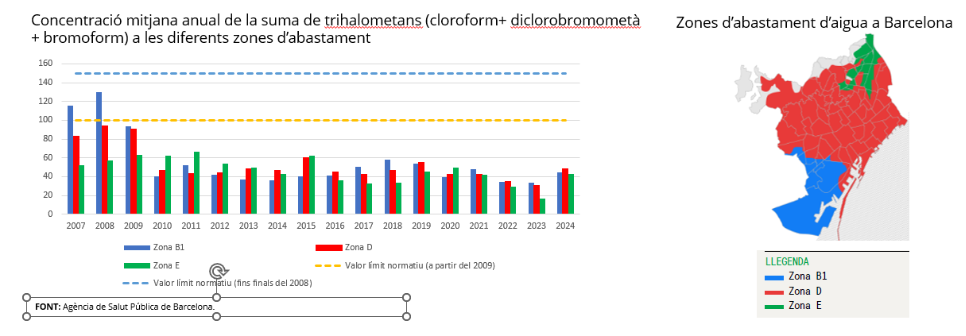 Concentració mitjana anual de la suma de trihalometans (cloroform+ diclorobromometà
+ bromoform) a les diferents zones d'abastament
Zones d'abastament d'aigua a Barcelona
160
140
120
100
80
60
40
20
0
2007 2008 2009 2010 2011 2012 2013 2014 2015 2016 2017 2018 2019 2020 2021 2022 2023 2024
Zona B1
Zona D
Zona E
Valor límit normatiu (a partir del 2009)
Valor límit normatiu (fins finals del 2008)
FONT: Agència de Salut Pública de Barcelona.
LLEGENDA
Zona B1
Zona D
Zona E